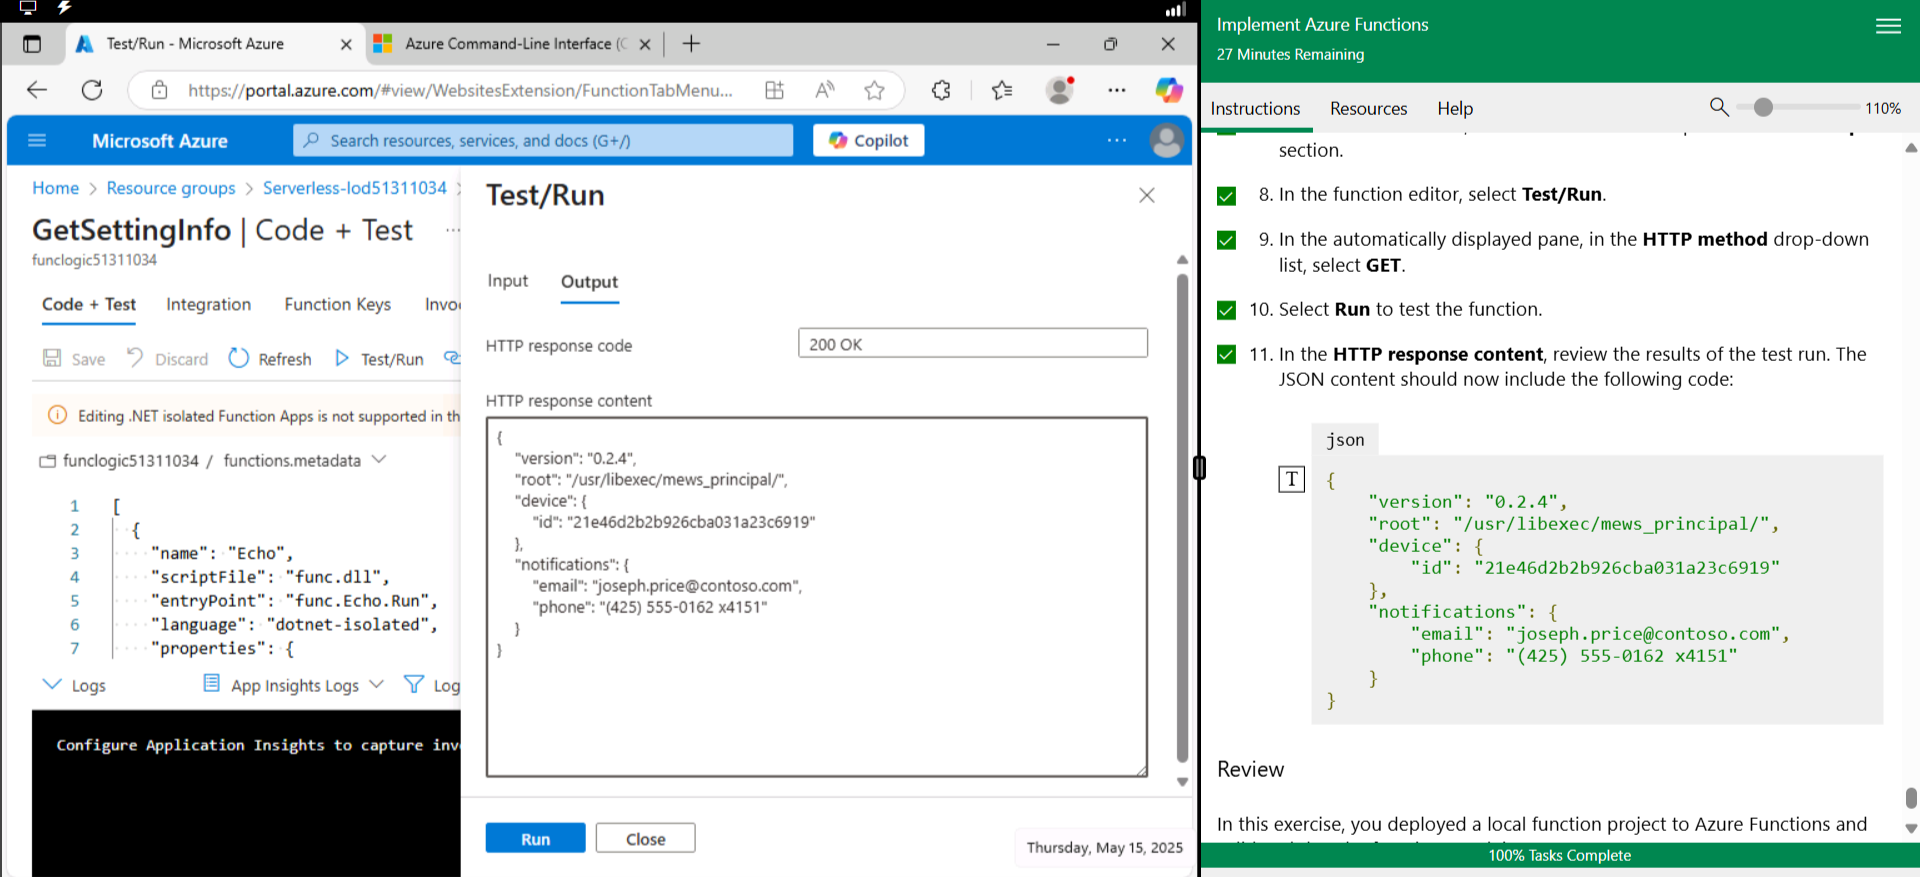 Test/Run - Microsoft Azure
Azure Command-Line Interface (C
https://portal.azure.com/#view/WebsitesExtension/FunctionTabMenu...
Microsoft Azure
Search resources, services, and docs (G+/)
Copilot
Home > Resource groups > Serverless-lod51311034 >
GetSettingInfo | Code + Test ...
funclogic51311034
Code + Test Integration Function Keys Invo
Save Discard Refresh Test/Run
Editing .NET isolated Function Apps is not supported in th
funclogic51311034 / functions.metadata
1 [
2 {
3 "name": "Echo",
4 "scriptFile": "func.dll",
5 "entryPoint": "func.Echo.Run",
6 "language": "dotnet-isolated",
7 "properties": {
Logs App Insights Logs Log
Configure Application Insights to capture inv
Test/Run
Input Output
HTTP response code
200 OK
HTTP response content
{
"version": "0.2.4",
"root": "/usr/libexec/mews_principal/",
"device": {
"id": "21e46d2b2b926cba031a23c6919"
},
"notifications": {
"email": "joseph.price@contoso.com",
"phone": "(425) 555-0162 x4151"
}
}
Run Close
Thursday, May 15, 2025
Implement Azure Functions
27 Minutes Remaining
Instructions Resources Help
110%
section.
8. In the function editor, select Test/Run.
9. In the automatically displayed pane, in the HTTP method drop-down
list, select GET.
10. Select Run to test the function.
11. In the HTTP response content, review the results of the test run. The
JSON content should now include the following code:
json
T
{
"version": "0.2.4",
"root": "/usr/libexec/mews_principal/",
"device": {
"id": "21e46d2b2b926cba031a23c6919"
},
"notifications": {
"email": "joseph.price@contoso.com",
"phone": "(425) 555-0162 x4151"
}
}
Review
In this exercise, you deployed a local function project to Azure Functions and
100% Tasks Complete